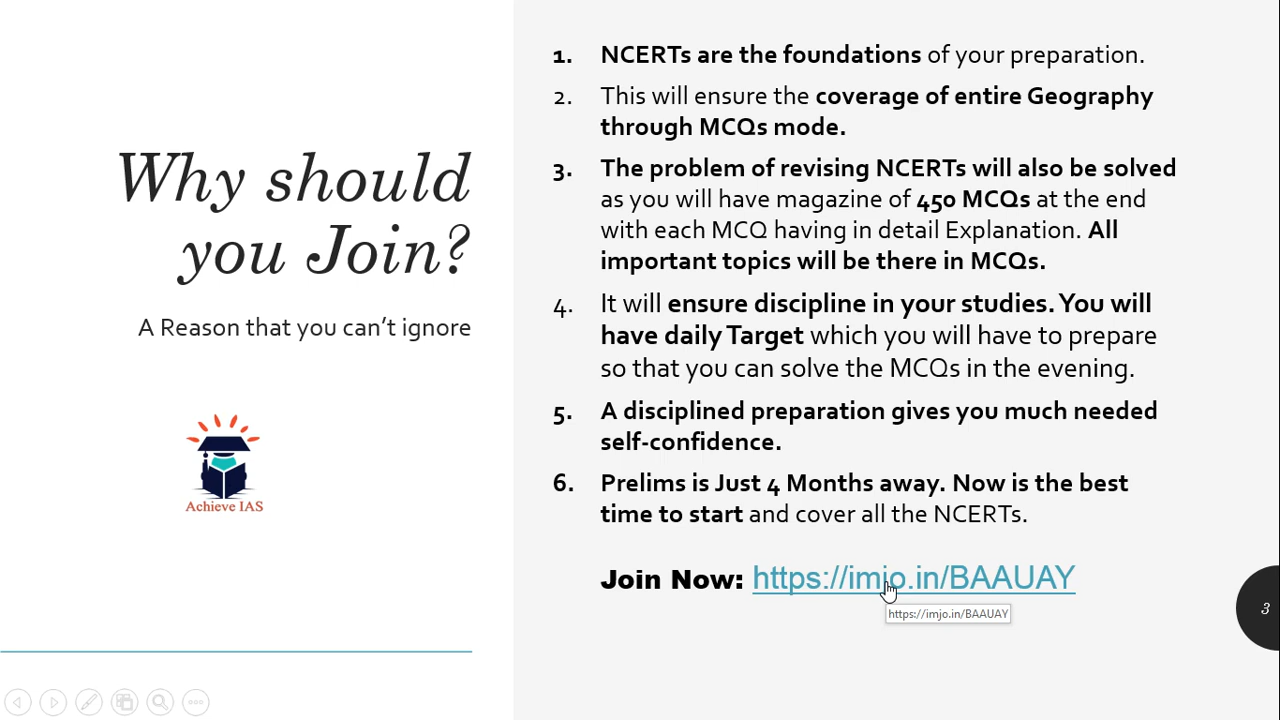 Why should
you Join?
A Reason that you can’t ignore
Achieve IAS
1. NCERTs are the foundations of your preparation.
2. This will ensure the coverage of entire Geography
through MCQs mode.
3. The problem of revising NCERTs will also be solved
as you will have magazine of 450 MCQs at the end
with each MCQ having in detail Explanation. All
important topics will be there in MCQs.
4. It will ensure discipline in your studies. You will
have daily Target which you will have to prepare
so that you can solve the MCQs in the evening.
5. A disciplined preparation gives you much needed
self-confidence.
6. Prelims is Just 4 Months away. Now is the best
time to start and cover all the NCERTs.
Join Now: https://imjo.in/BAAUAY
https://imjo.in/BAAUAY
3